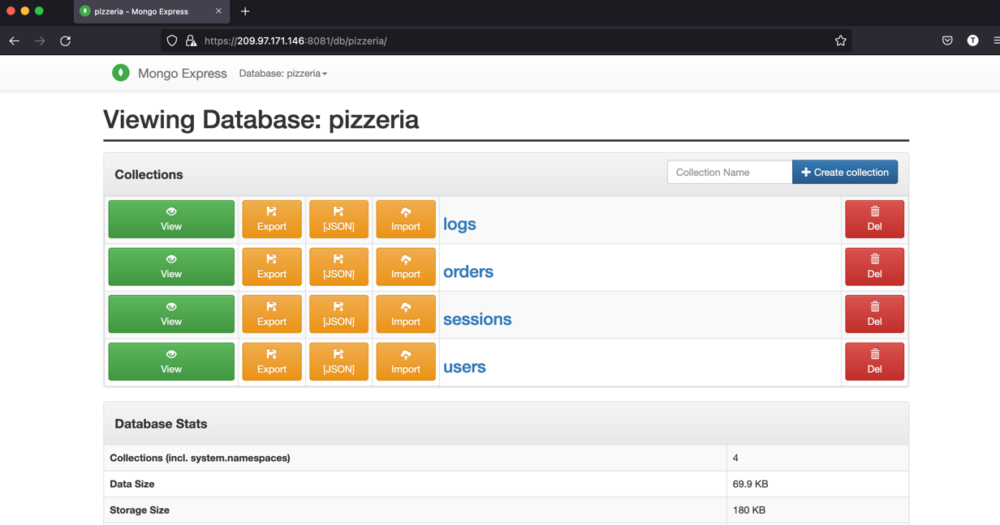 pizzeria - Mongo Express
https://209.97.171.146:8081/db/pizzeria/
T
Mongo Express Database: pizzeria
Viewing Database: pizzeria
Collections Collection Name Create collection
View Export [JSON] Import logs Del
View Export [JSON] Import orders Del
View Export [JSON] Import sessions Del
View Export [JSON] Import users Del
Database Stats
Collections (incl. system.namespaces) 4
Data Size 69.9 KB
Storage Size 180 KB